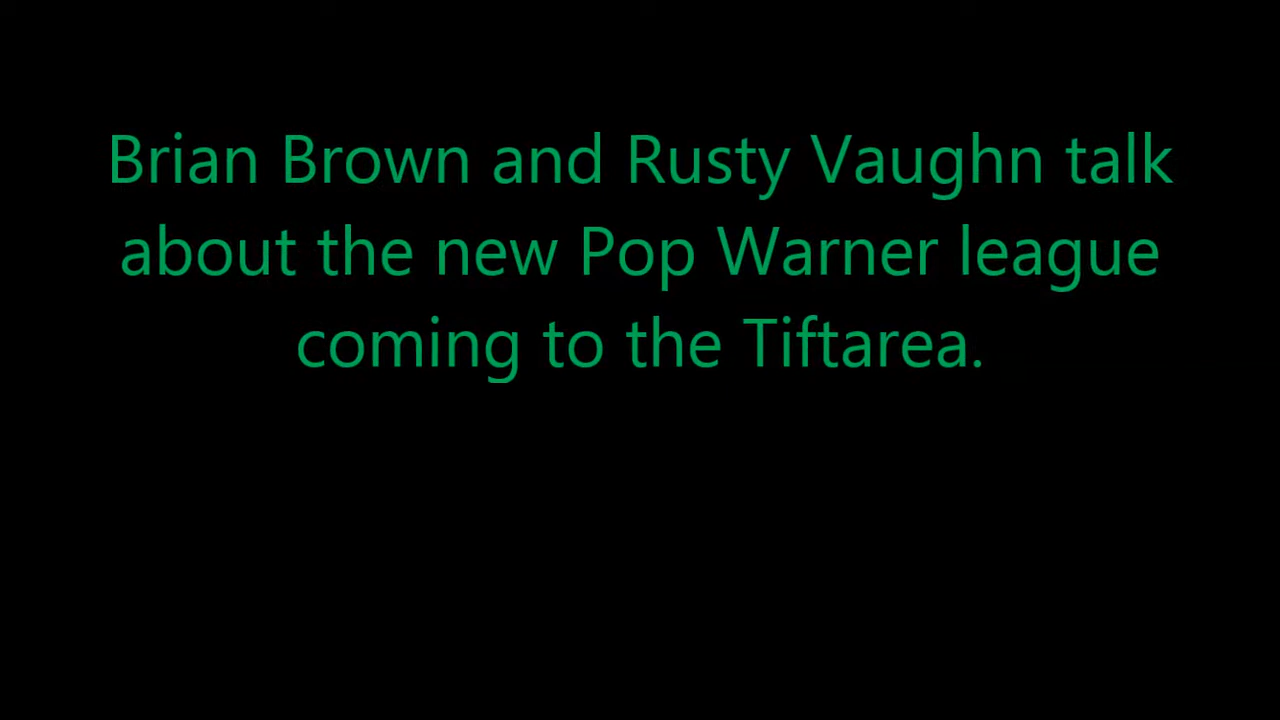 Brian Brown and Rusty Vaughn talk
about the new Pop Warner league
coming to the Tiftarea.